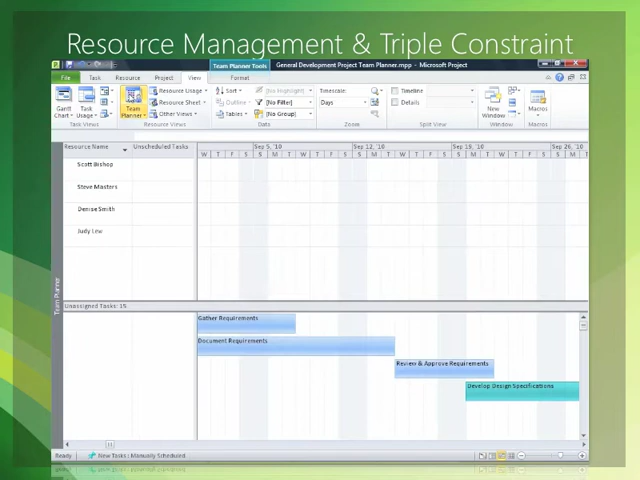 Resource Management & Triple Constraint
Team Planner Tools
General Development Project Team Planner.mpp - Microsoft Project
File
Task
Resource
Project
View
Format
Gantt Chart
Task Usage
Team Planner
Resource Usage
Resource Sheet
Other Views
Sort
Outline
Tables
[No Highlight]
[No Filter]
[No Group]
Timescale:
Days
Timeline
Details
New Window
Macros
Task Views
Resource Views
Data
Zoom
Split View
Window
Macros
Resource Name
Unscheduled Tasks
Sep 5, '10
Sep 12, '10
Sep 19, '10
Sep 26, '10
W T F S S M T W T F S S M T W T F S S M T W T F S S M
Scott Bishop
Steve Masters
Denise Smith
Judy Lew
Team Planner
Unassigned Tasks: 15
Gather Requirements
Document Requirements
Review & Approve Requirements
Develop Design Specifications
Ready
New Tasks : Manually Scheduled